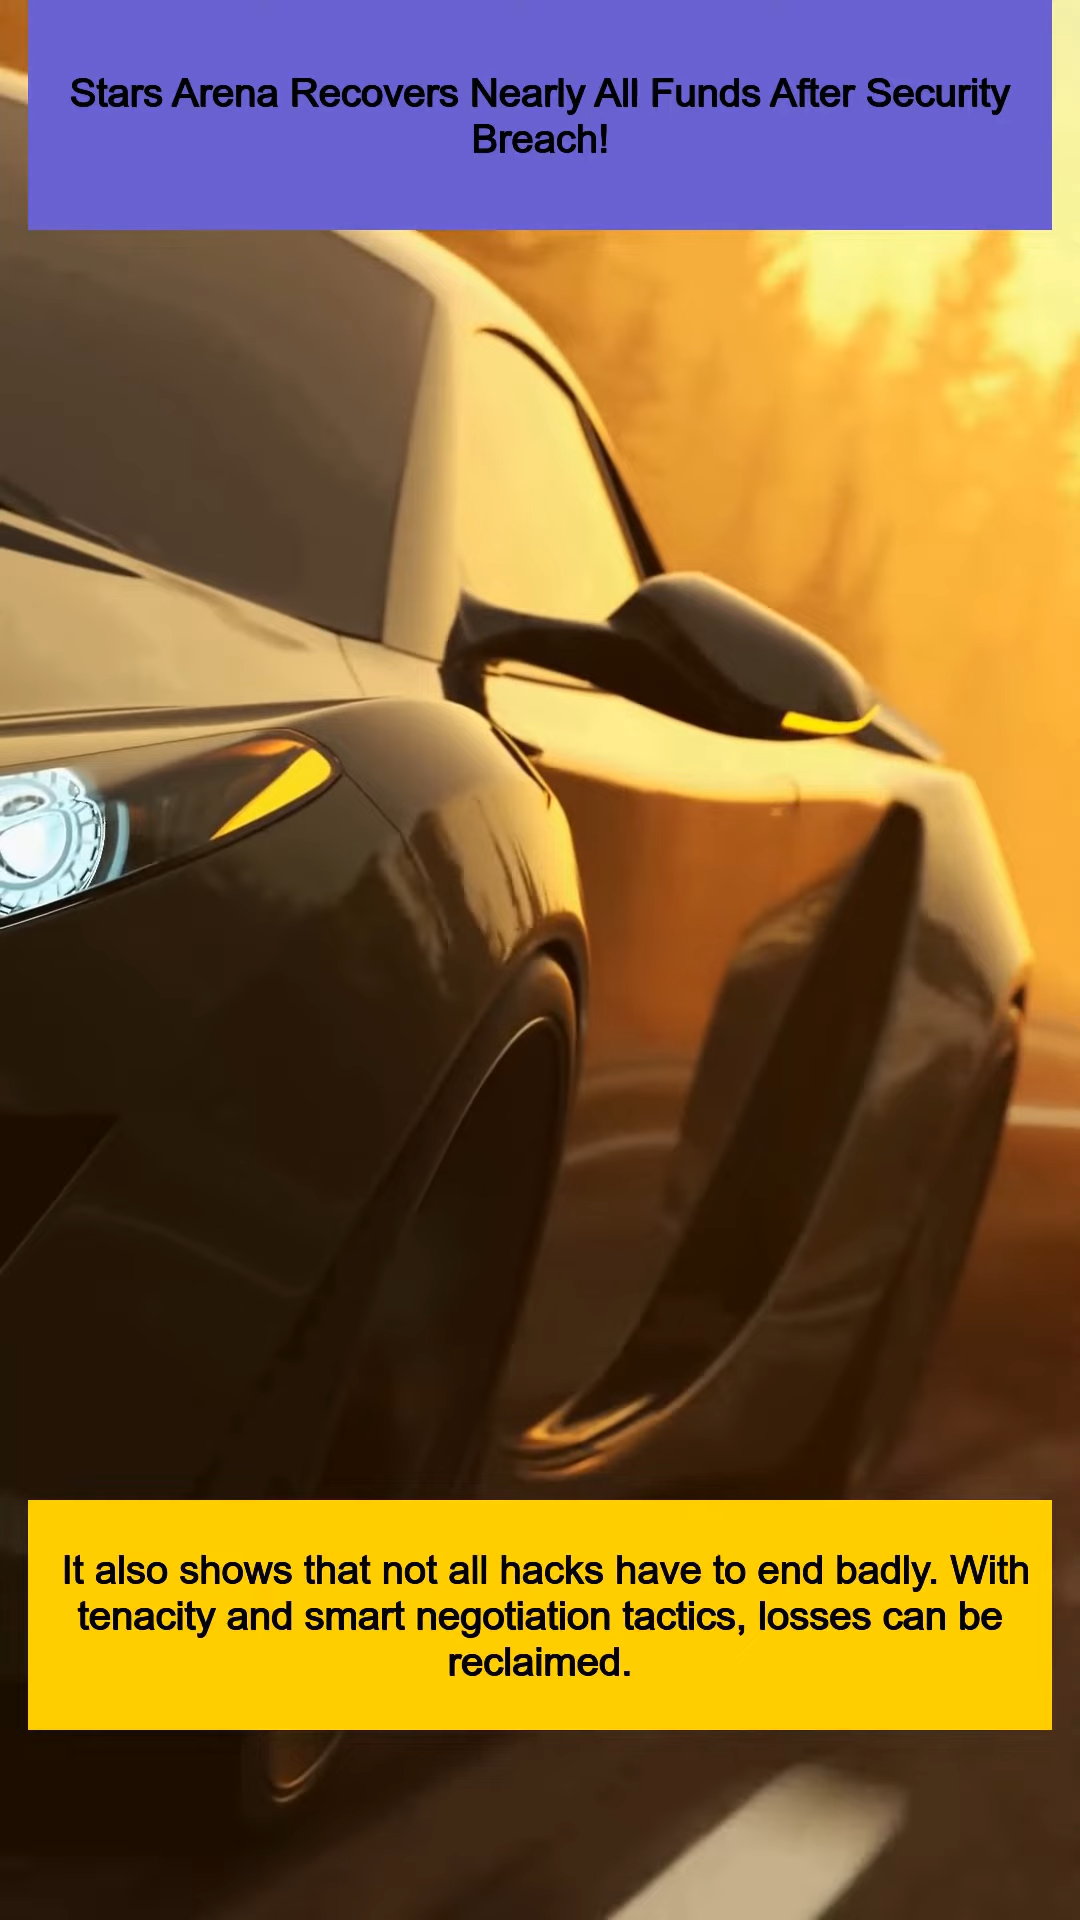 Stars Arena Recovers Nearly All Funds After Security
Breach!
It also shows that not all hacks have to end badly. With
tenacity and smart negotiation tactics, losses can be
reclaimed.